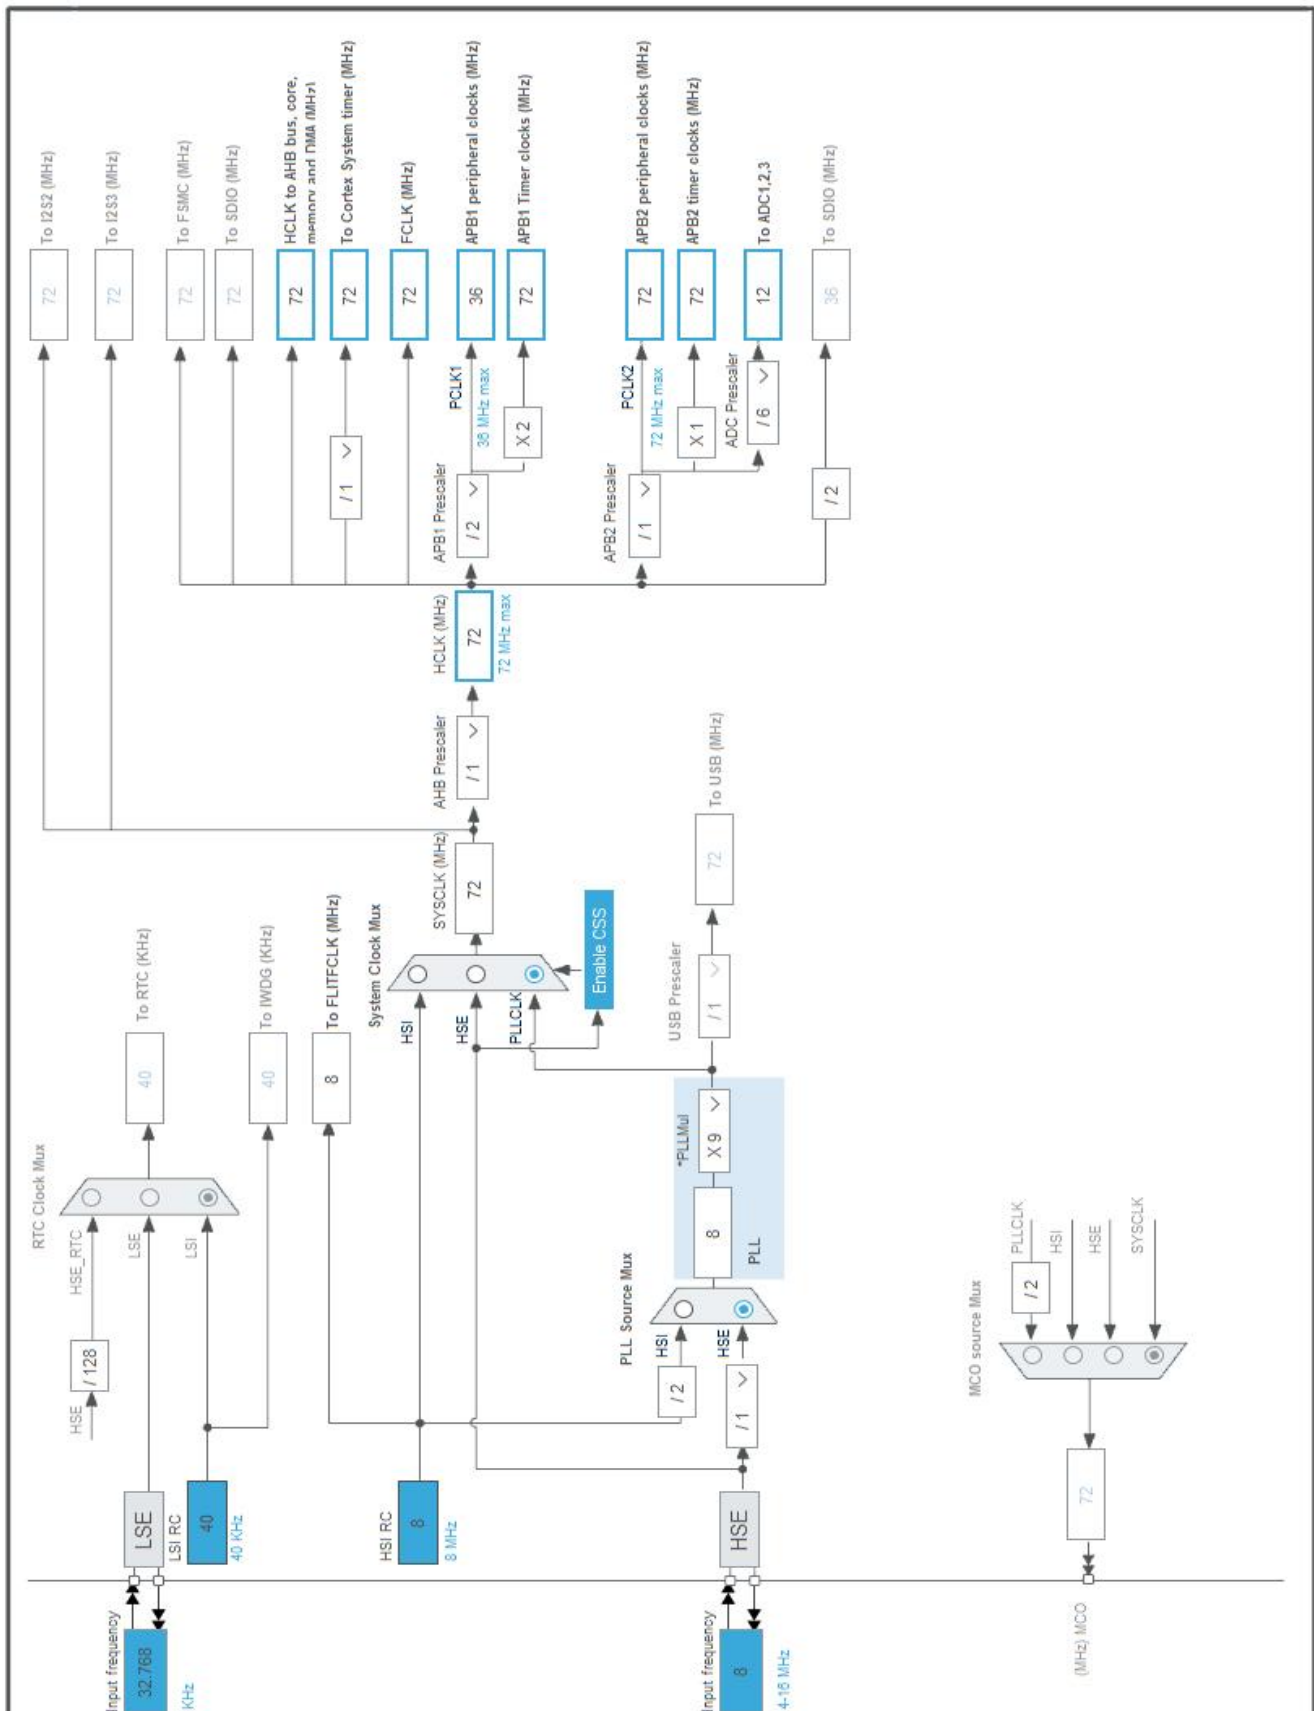 Input frequency
32.768
KHz
LSE
LSI RC
40
40 KHz
HSE
/ 128
HSE_RTC
LSE
LSI
RTC Clock Mux
40
To RTC (KHz)
40
To IWDG (KHz)
8
To FLITFCLK (MHz)
HSI RC
8
8 MHz
Input frequency
8
4-16 MHz
HSE
/ 2
/ 1
PLL Source Mux
HSI
HSE
8
PLL
*PLLMul
X 9
System Clock Mux
HSI
HSE
PLLCLK
Enable CSS
USB Prescaler
/ 1
72
To USB (MHz)
SYSCLK (MHz)
72
AHB Prescaler
/ 1
HCLK (MHz)
72
72 MHz max
72
To I2S2 (MHz)
72
To I2S3 (MHz)
72
To FSMC (MHz)
72
To SDIO (MHz)
72
HCLK to AHB bus, core,
memory and DMA (MHz)
/ 1
72
To Cortex System timer (MHz)
72
FCLK (MHz)
APB1 Prescaler
/ 2
PCLK1
36 MHz max
36
APB1 peripheral clocks (MHz)
X 2
72
APB1 Timer clocks (MHz)
APB2 Prescaler
/ 1
PCLK2
72 MHz max
72
APB2 peripheral clocks (MHz)
X 1
72
APB2 timer clocks (MHz)
ADC Prescaler
/ 6
12
To ADC1,2,3
/ 2
36
To SDIO (MHz)
MCO source Mux
PLLCLK
/ 2
HSI
HSE
SYSCLK
72
(MHz) MCO